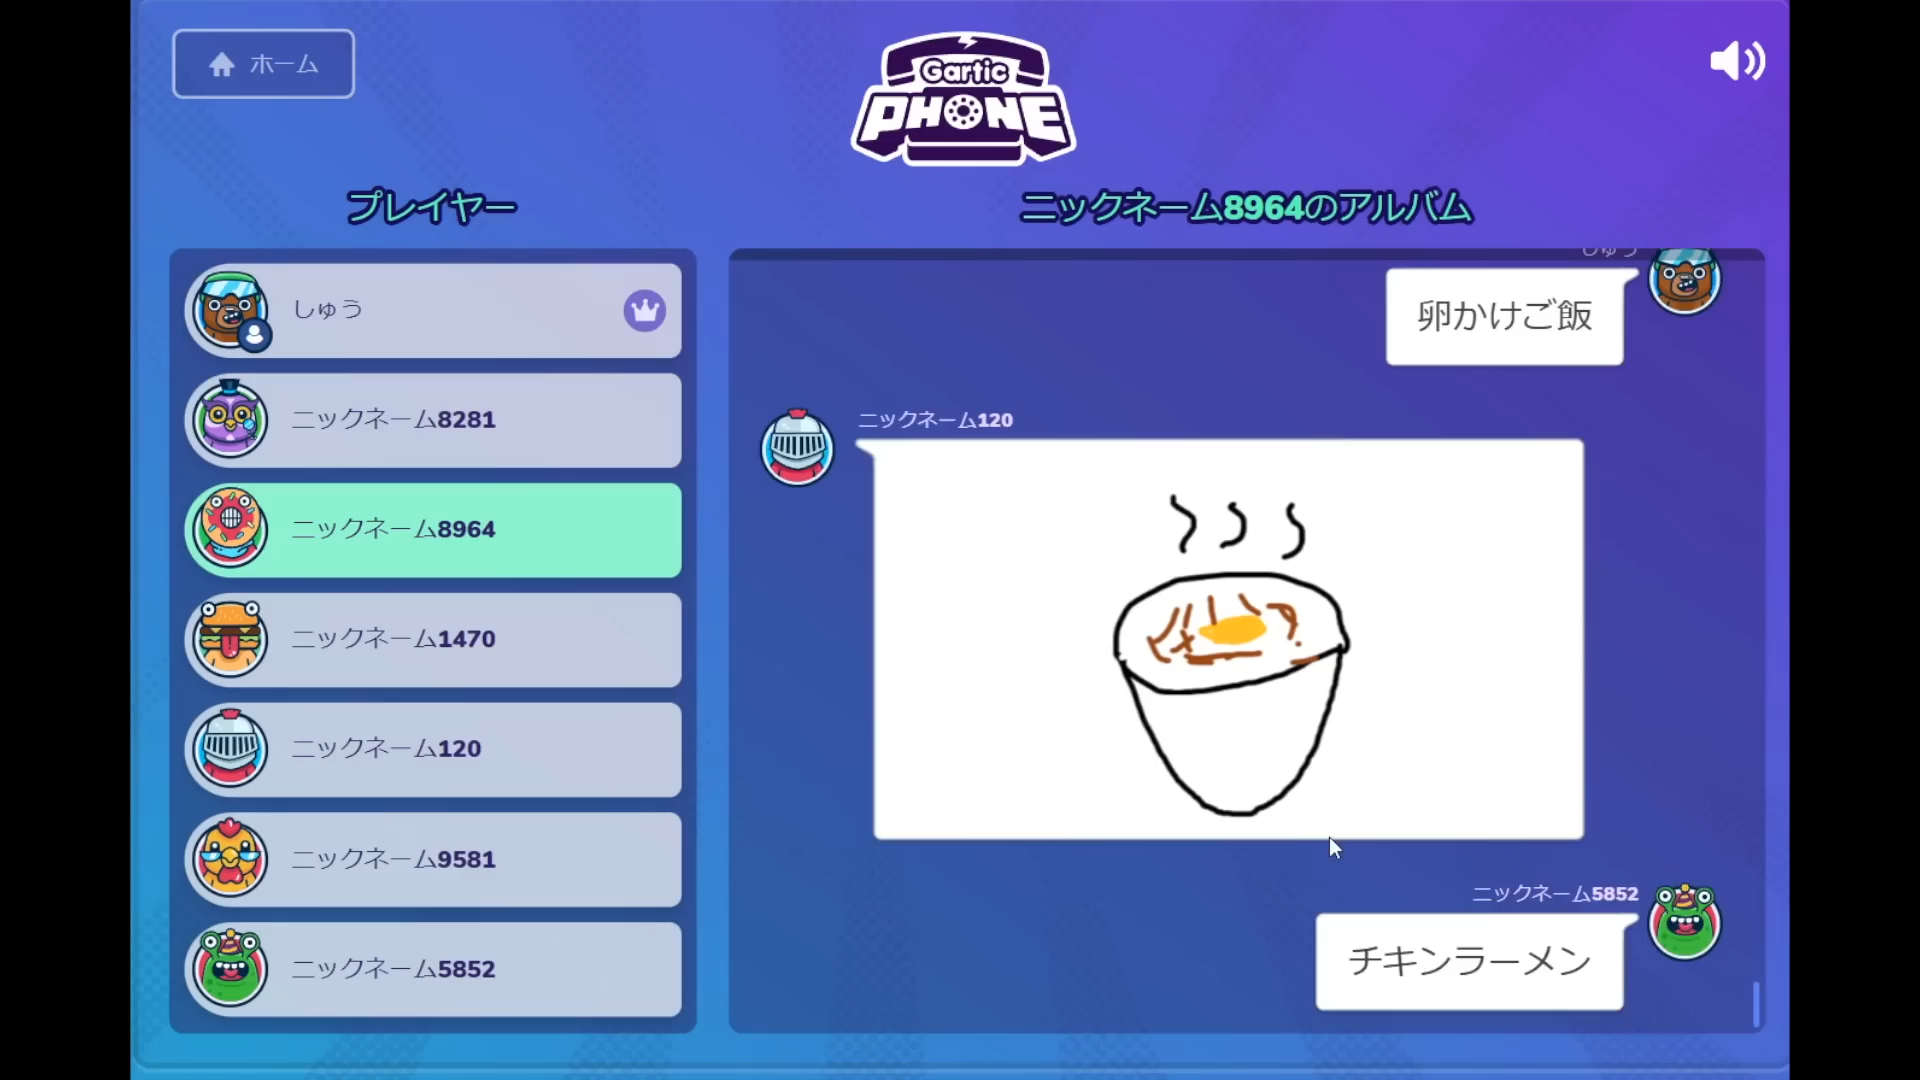 ホーム
Gartic
PHONE
プレイヤー
しゅう
ニックネーム8281
ニックネーム8964
ニックネーム1470
ニックネーム120
ニックネーム9581
ニックネーム5852
ニックネーム8964のアルバム
しゅう
卵かけご飯
ニックネーム120
ニックネーム5852
チキンラーメン